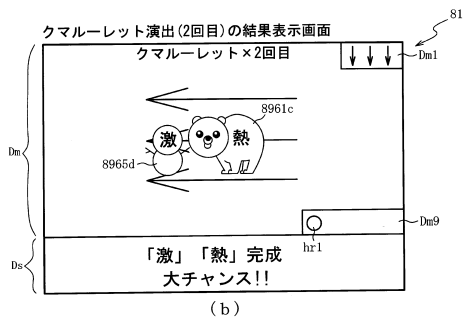 クマルーレット演出(2回目)の結果表示画面
81
クマルーレット×2回目
Dm1
8961c
激 熱
8965d
Dm
Dm9
hr1
Ds
「激」「熱」完成
大チャンス!!
(b)